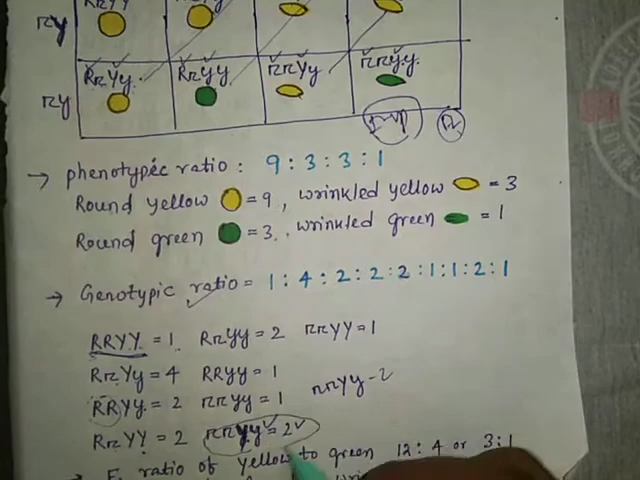 RY
RrYy. Rryy rrYy rryy.
ry
→ phenotypic ratio : 9 : 3 : 3 : 1
Round yellow = 9 , wrinkled yellow = 3
Round green = 3 , wrinkled green = 1
→ Genotypic ratio = 1 : 4 : 2 : 2 : 2 : 1 : 1 : 2 : 1
RRYY = 1 Rryy = 2 rrYY = 1
RrYy = 4 RRyy = 1
RRYy = 2 rryy = 1 rrYy - 2
RrYY = 2 = 2
→ F₂ ratio of yellow to green 12 : 4 or 3 : 1